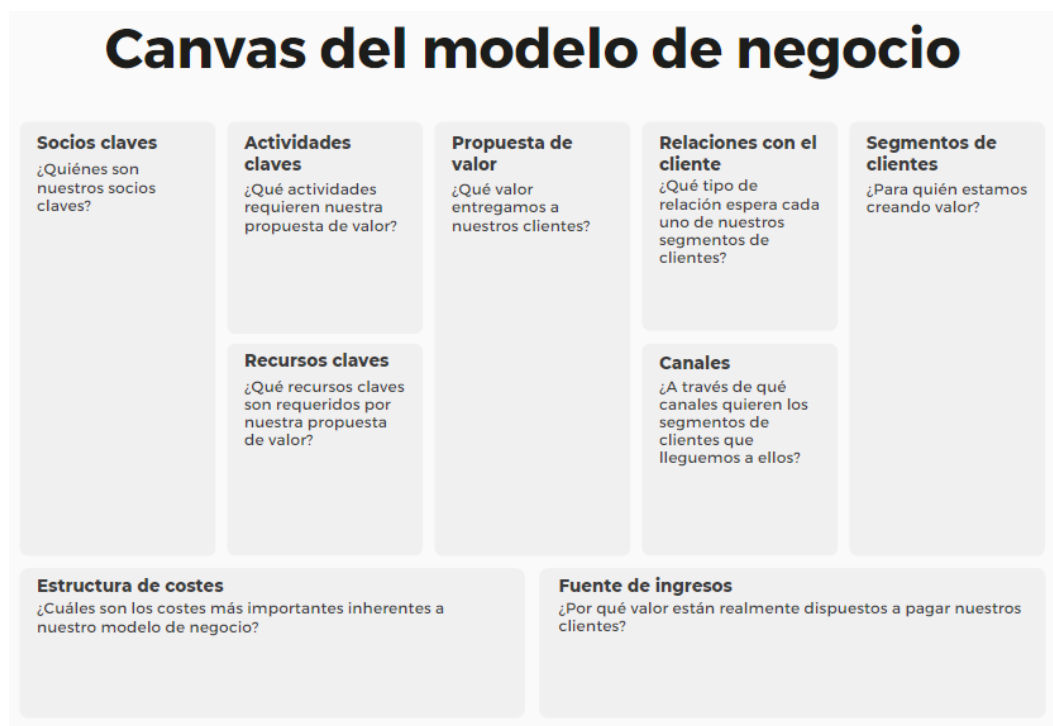 Canvas del modelo de negocio
Socios claves
¿Quiénes son
nuestros socios
claves?
Actividades
claves
¿Qué actividades
requieren nuestra
propuesta de valor?
Recursos claves
¿Qué recursos claves
son requeridos por
nuestra propuesta
de valor?
Propuesta de
valor
¿Qué valor
entregamos a
nuestros clientes?
Relaciones con el
cliente
¿Qué tipo de
relación espera cada
uno de nuestros
segmentos de
clientes?
Canales
¿A través de qué
canales quieren los
segmentos de
clientes que
lleguemos a ellos?
Segmentos de
clientes
¿Para quién estamos
creando valor?
Estructura de costes
¿Cuáles son los costes más importantes inherentes a
nuestro modelo de negocio?
Fuente de ingresos
¿Por qué valor están realmente dispuestos a pagar nuestros
clientes?